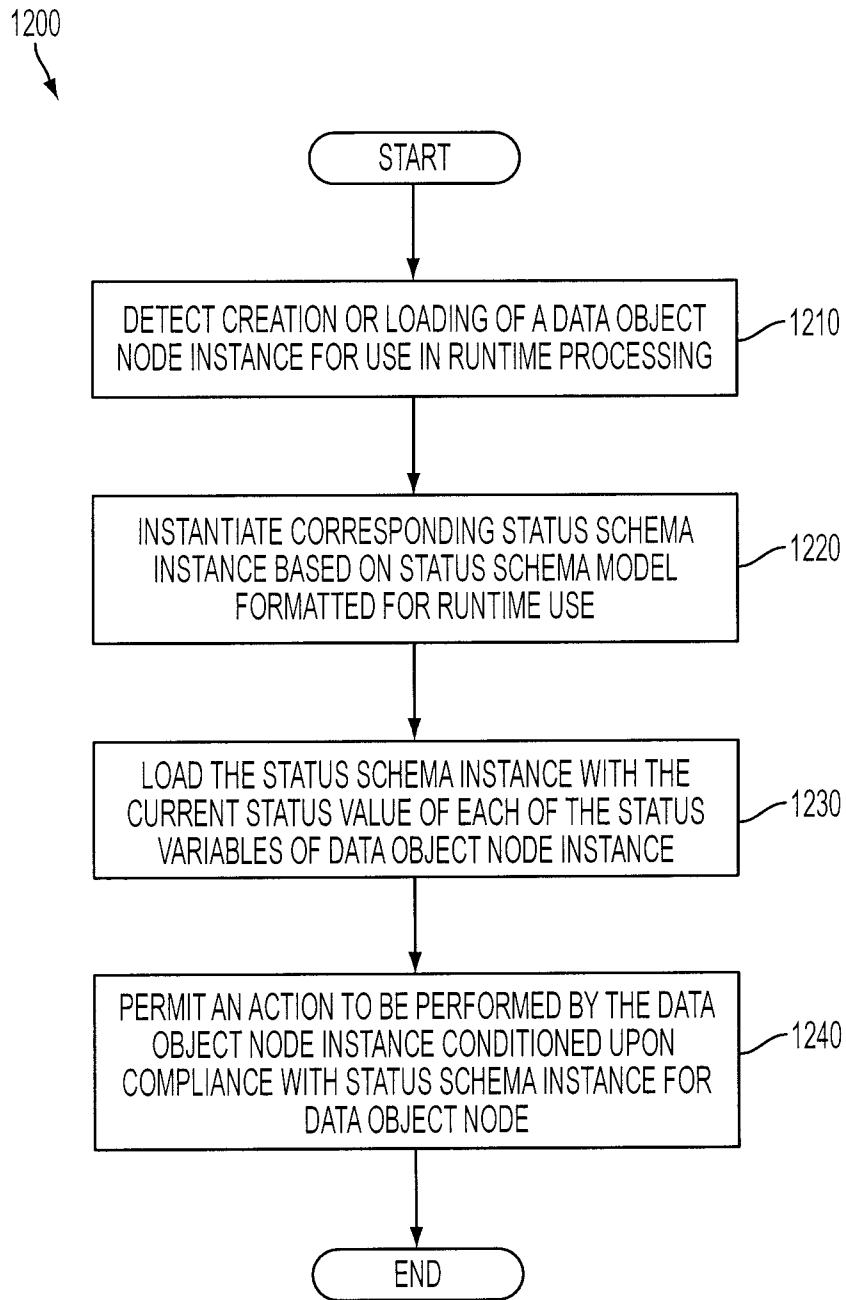 1200
START
DETECT CREATION OR LOADING OF A DATA OBJECT
NODE INSTANCE FOR USE IN RUNTIME PROCESSING
1210
INSTANTIATE CORRESPONDING STATUS SCHEMA
INSTANCE BASED ON STATUS SCHEMA MODEL
FORMATTED FOR RUNTIME USE
1220
LOAD THE STATUS SCHEMA INSTANCE WITH THE
CURRENT STATUS VALUE OF EACH OF THE STATUS
VARIABLES OF DATA OBJECT NODE INSTANCE
1230
PERMIT AN ACTION TO BE PERFORMED BY THE DATA
OBJECT NODE INSTANCE CONDITIONED UPON
COMPLIANCE WITH STATUS SCHEMA INSTANCE FOR
DATA OBJECT NODE
1240
END